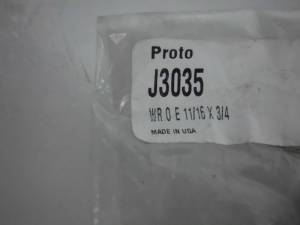 Proto
J3035
WR O E 11/16 X 3/4
MADE IN USA